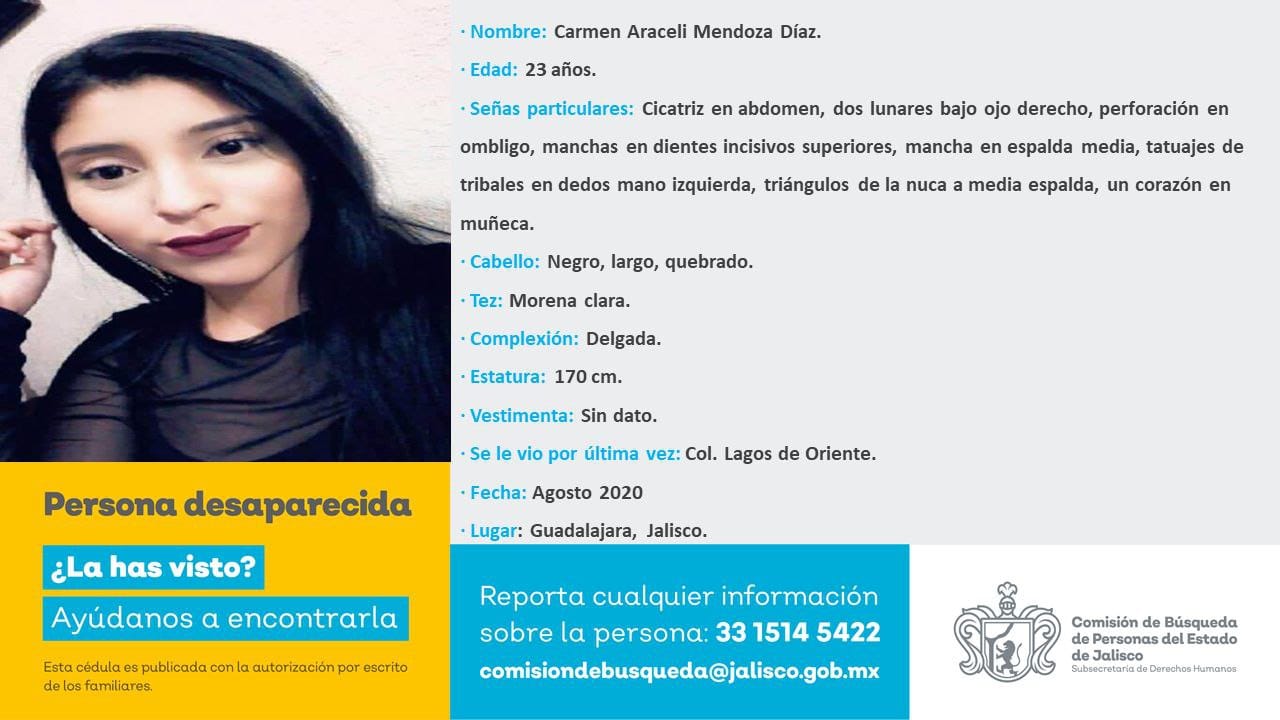 · Nombre: Carmen Araceli Mendoza Díaz.
· Edad: 23 años.
· Señas particulares: Cicatriz en abdomen, dos lunares bajo ojo derecho, perforación en
ombligo, manchas en dientes incisivos superiores, mancha en espalda media, tatuajes de
tribales en dedos mano izquierda, triángulos de la nuca a media espalda, un corazón en
muñeca.
· Cabello: Negro, largo, quebrado.
· Tez: Morena clara.
· Complexión: Delgada.
· Estatura: 170 cm.
· Vestimenta: Sin dato.
· Se le vio por última vez: Col. Lagos de Oriente.
· Fecha: Agosto 2020
· Lugar: Guadalajara, Jalisco.
Persona desaparecida
¿La has visto?
Ayúdanos a encontrarla
Esta cédula es publicada con la autorización por escrito
de los familiares.
Reporta cualquier información
sobre la persona: 33 1514 5422
comisiondebusqueda@jalisco.gob.mx
Comisión de Búsqueda
de Personas del Estado
de Jalisco
Subsecretaría de Derechos Humanos